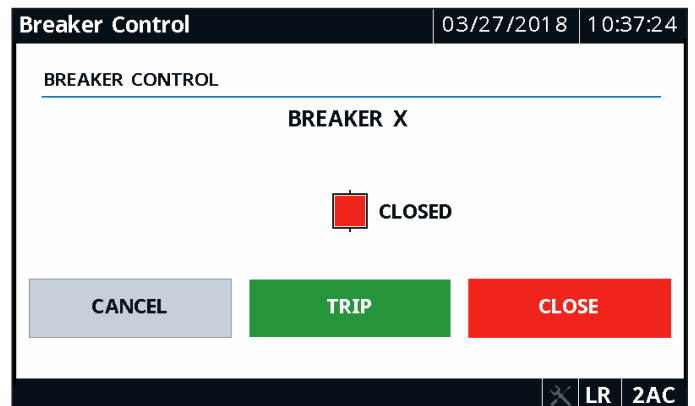 Breaker Control 03/27/2018 10:37:24
BREAKER CONTROL
BREAKER X
CLOSED
CANCEL TRIP CLOSE
LR 2AC